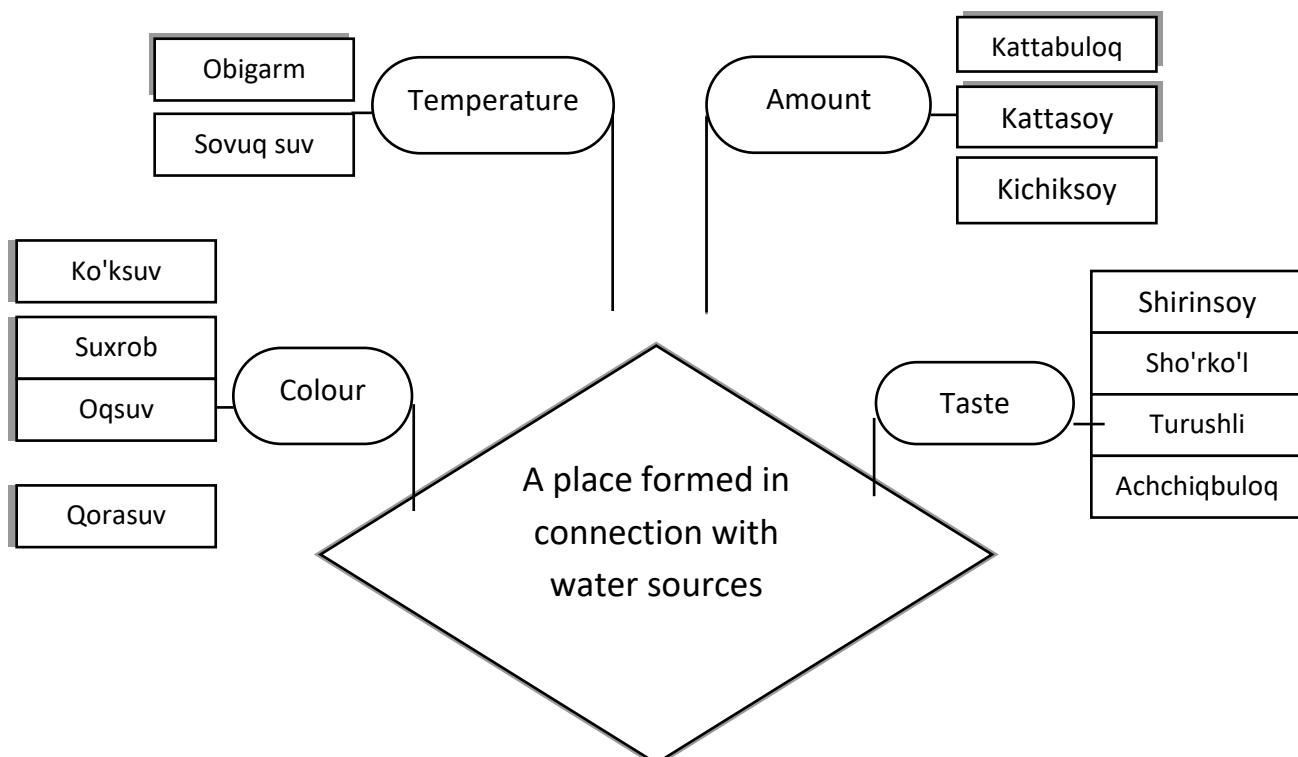 Obigarm
Sovuq suv
Temperature
Amount
Kattabuloq
Kattasoy
Kichiksoy
Ko'ksuv
Suxrob
Oqsuv
Qorasuv
Colour
Taste
Shirinsoy
Sho'rko'l
Turushli
Achchiqbuloq
A place formed in
connection with
water sources